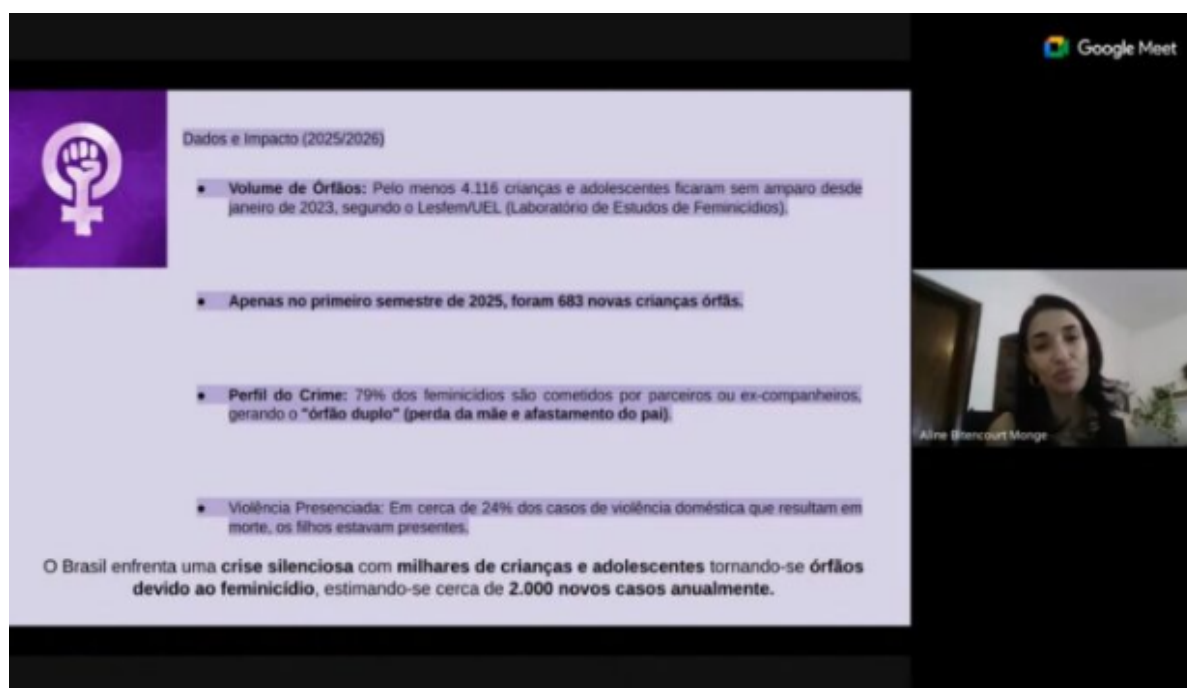 Google Meet
Dados e Impacto (2025/2026)
• Volume de Órfãos: Pelo menos 4.116 crianças e adolescentes ficaram sem amparo desde
janeiro de 2023, segundo o Lesfem/UEL (Laboratório de Estudos de Feminicídios).
• Apenas no primeiro semestre de 2025, foram 683 novas crianças órfãs.
• Perfil do Crime: 79% dos feminicídios são cometidos por parceiros ou ex-companheiros,
gerando o "órfão duplo" (perda da mãe e afastamento do pai).
• Violência Presenciada: Em cerca de 24% dos casos de violência doméstica que resultam em
morte, os filhos estavam presentes.
O Brasil enfrenta uma crise silenciosa com milhares de crianças e adolescentes tornando-se órfãos
devido ao feminicídio, estimando-se cerca de 2.000 novos casos anualmente.
Aline Bitencourt Monge